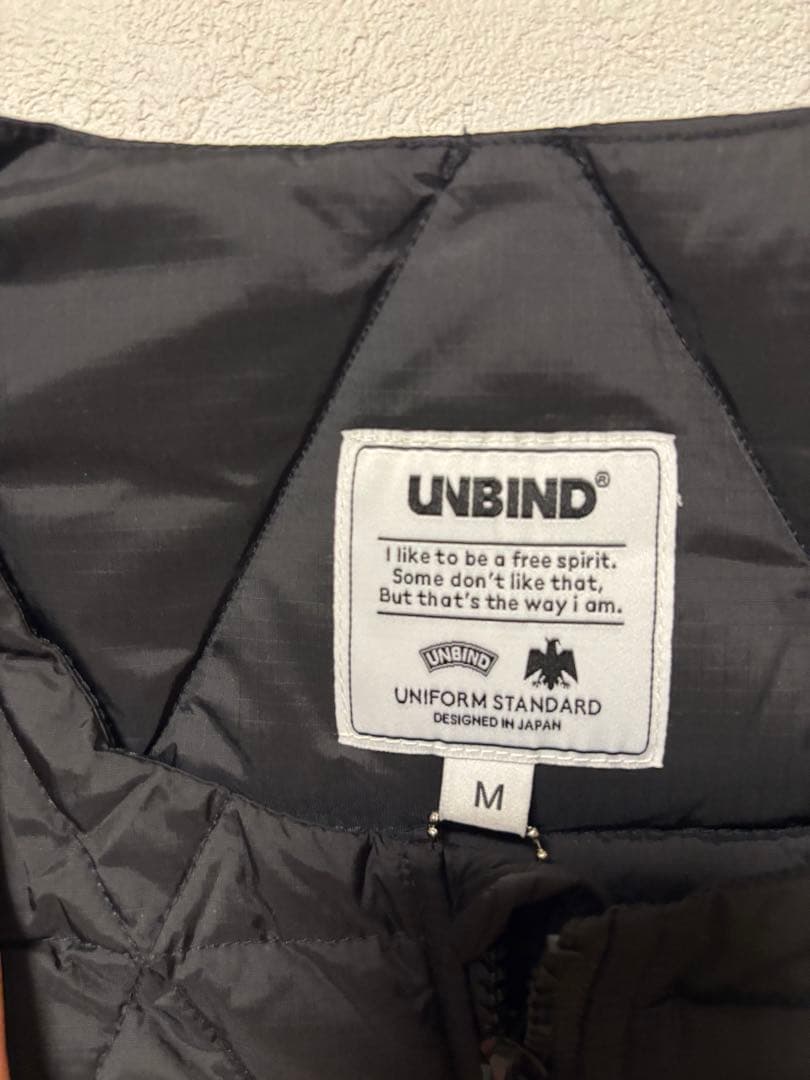 UNBIND®
I like to be a free spirit.
Some don't like that,
But that's the way i am.
UNBIND
UNIFORM STANDARD
DESIGNED IN JAPAN
M